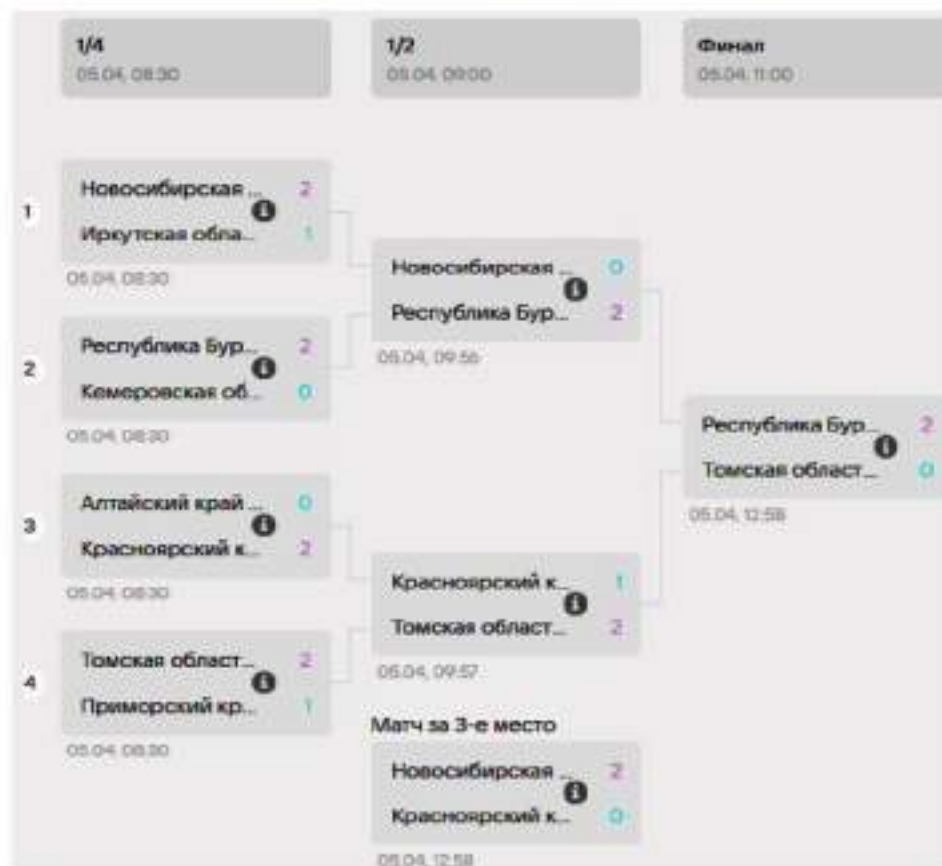 1/4
05.04, 08:30
1/2
05.04, 09:00
Финал
05.04, 11:00
1
Новосибирская ... 2
Иркутская обла... 1
05.04, 08:30
2
Республика Бур... 2
Кемеровская об... 0
05.04, 08:30
3
Алтайский край ... 0
Красноярский к... 2
05.04, 08:30
4
Томская област... 2
Приморский кр... 1
05.04, 08:30
Новосибирская ... 0
Республика Бур... 2
05.04, 09:56
Красноярский к... 1
Томская област... 2
05.04, 09:57
Матч за 3-е место
Новосибирская ... 2
Красноярский к... 0
05.04, 12:58
Республика Бур... 2
Томская област... 0
05.04, 12:58